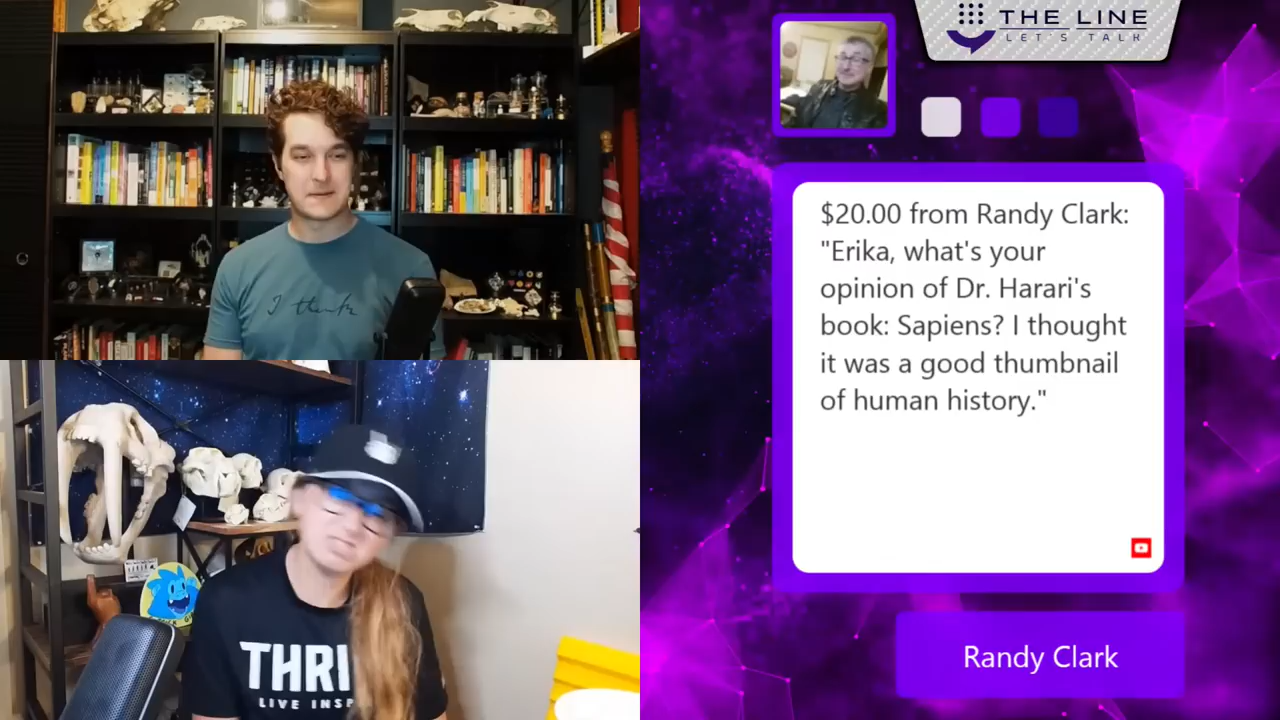 THE LINE
LET'S TALK
$20.00 from Randy Clark:
"Erika, what's your
opinion of Dr. Harari's
book: Sapiens? I thought
it was a good thumbnail
of human history."
Randy Clark
I think
THRI
LIVE INSP